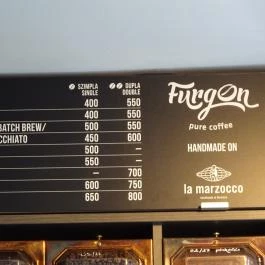 SZIMPLA DUPLA
SINGLE DOUBLE
400 550
400 550
BATCH BREW/ 500 550
CCHIATO 450 600
500 –
550 –
– 700
600 750
650 800
Furgon
pure coffee
HANDMADE ON
la marzocco